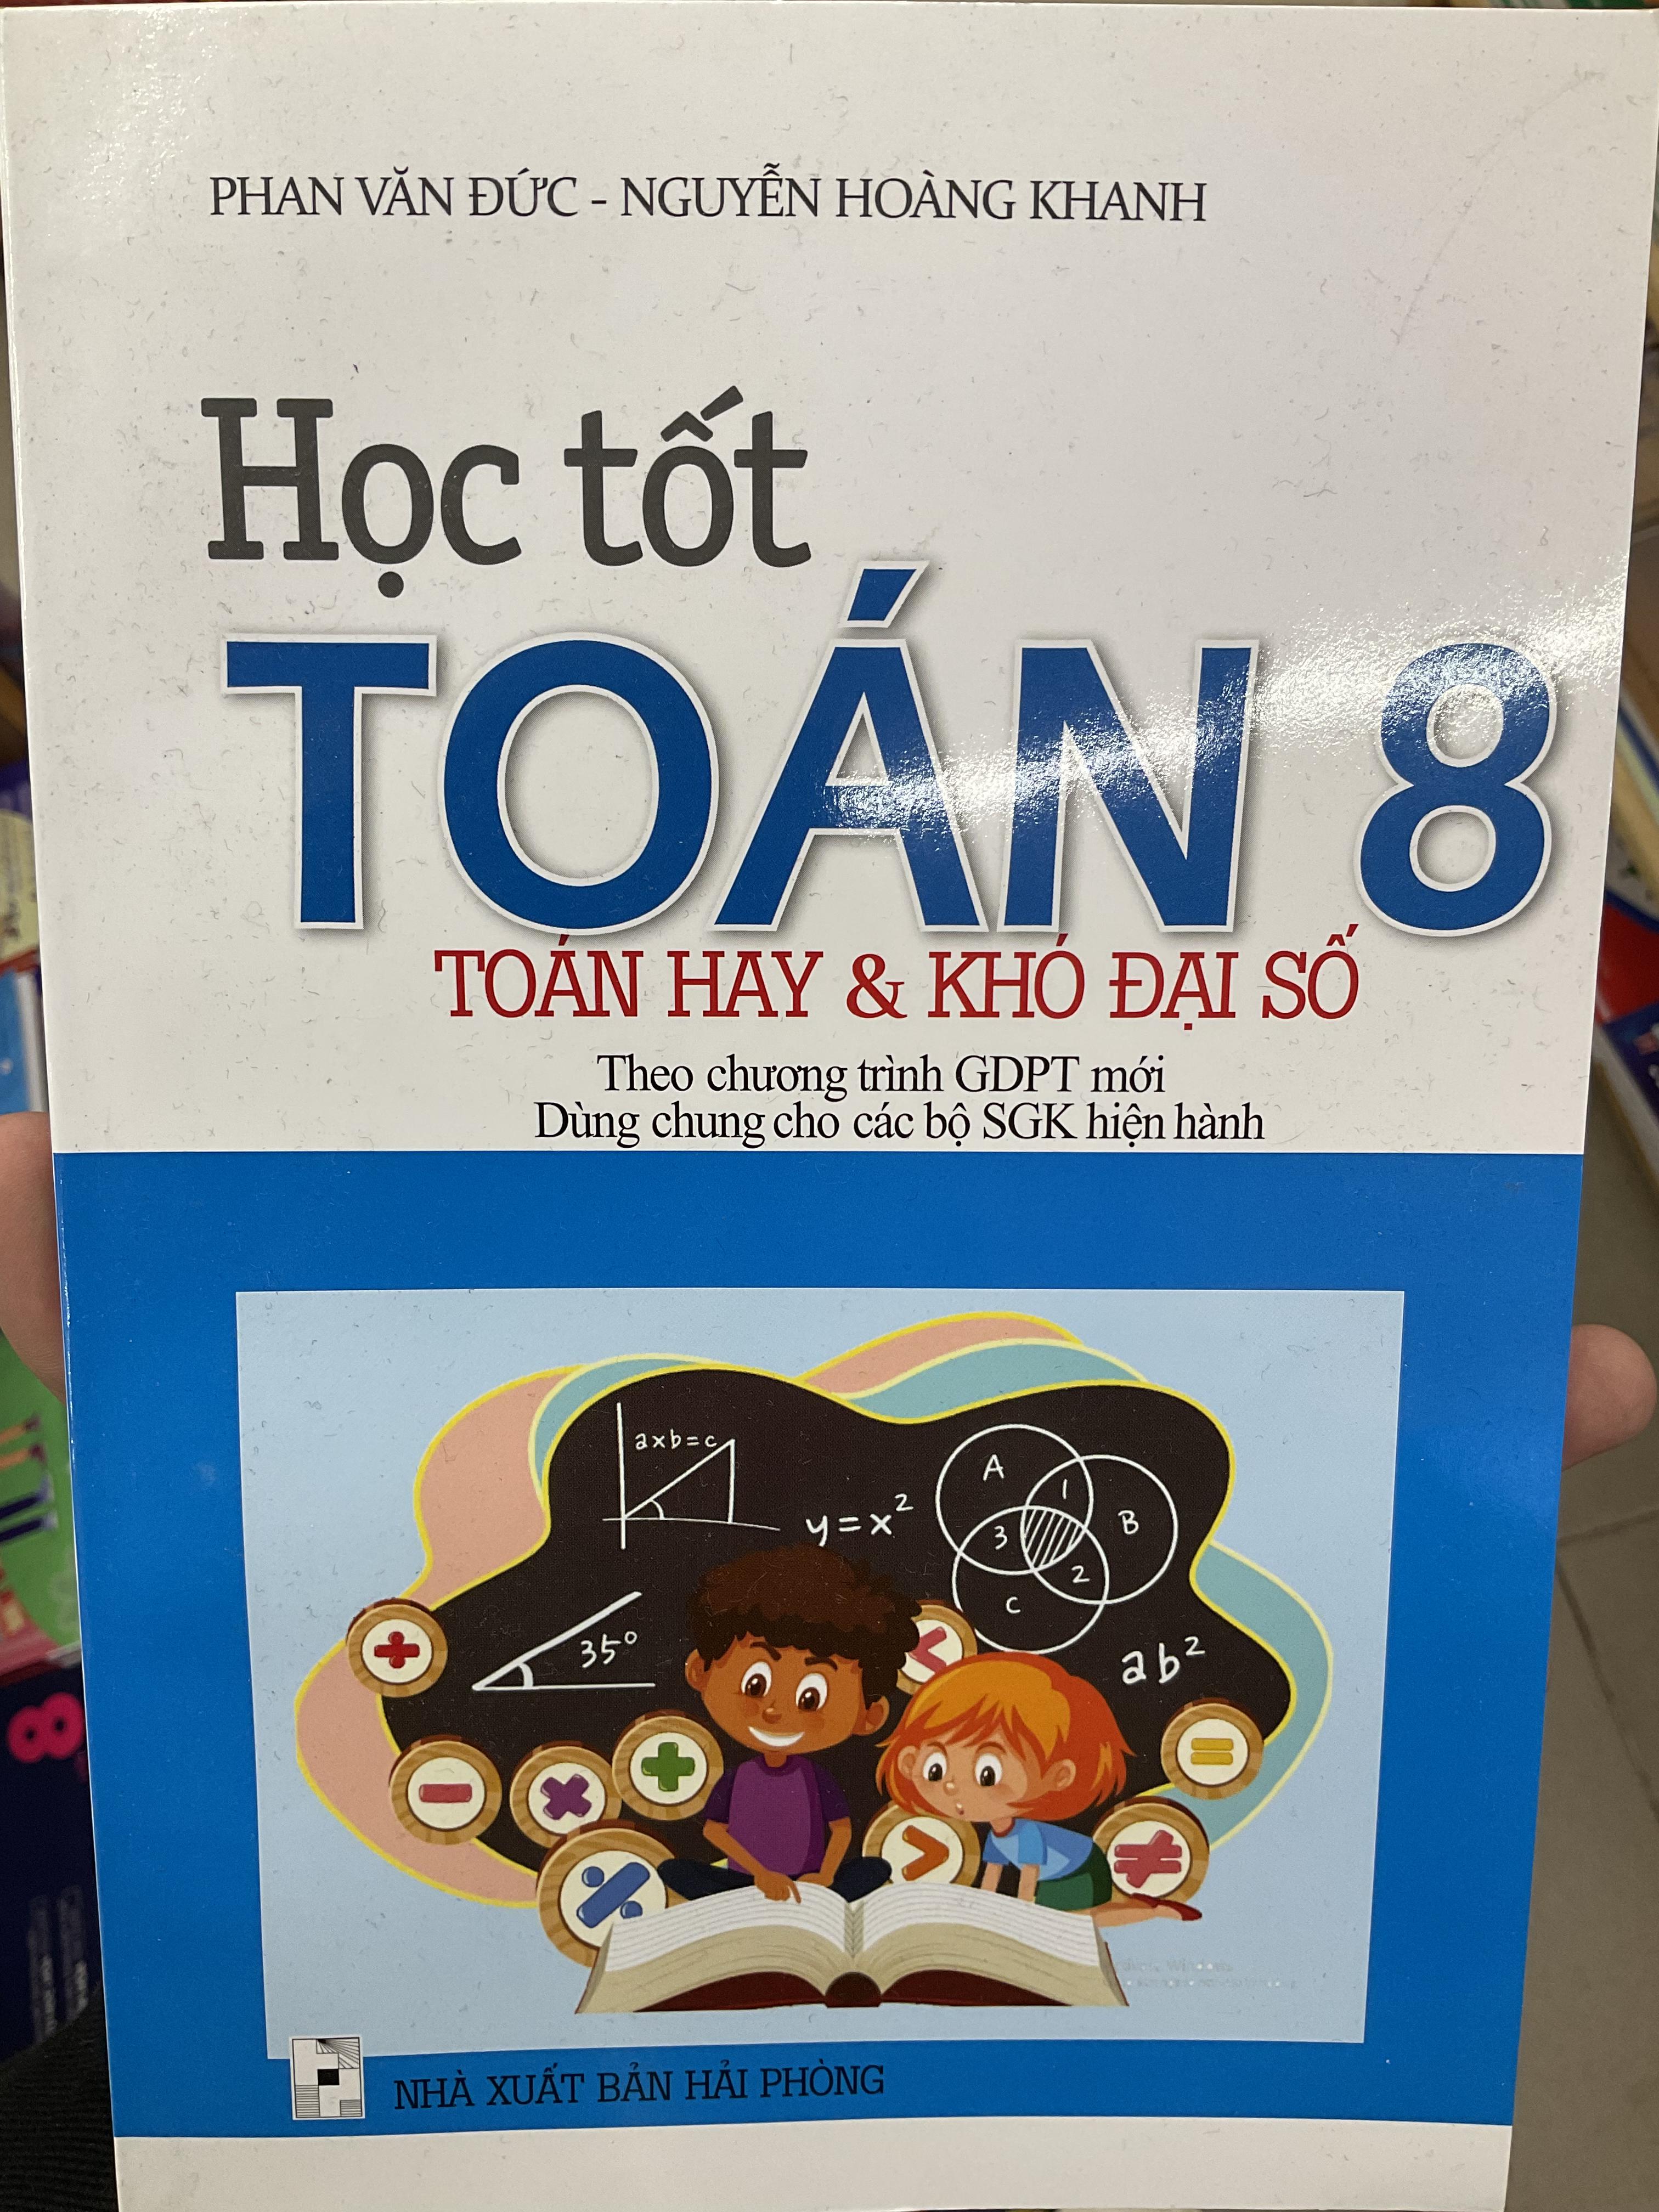 PHAN VĂN ĐỨC - NGUYỄN HOÀNG KHANH
Học tốt
TOÁN 8
TOÁN HAY & KHÓ ĐẠI SỐ
Theo chương trình GDPT mới
Dùng chung cho các bộ SGK hiện hành
axb=c
y=x²
A
1
B
3
2
C
35°
ab²
NHÀ XUẤT BẢN HẢI PHÒNG
8